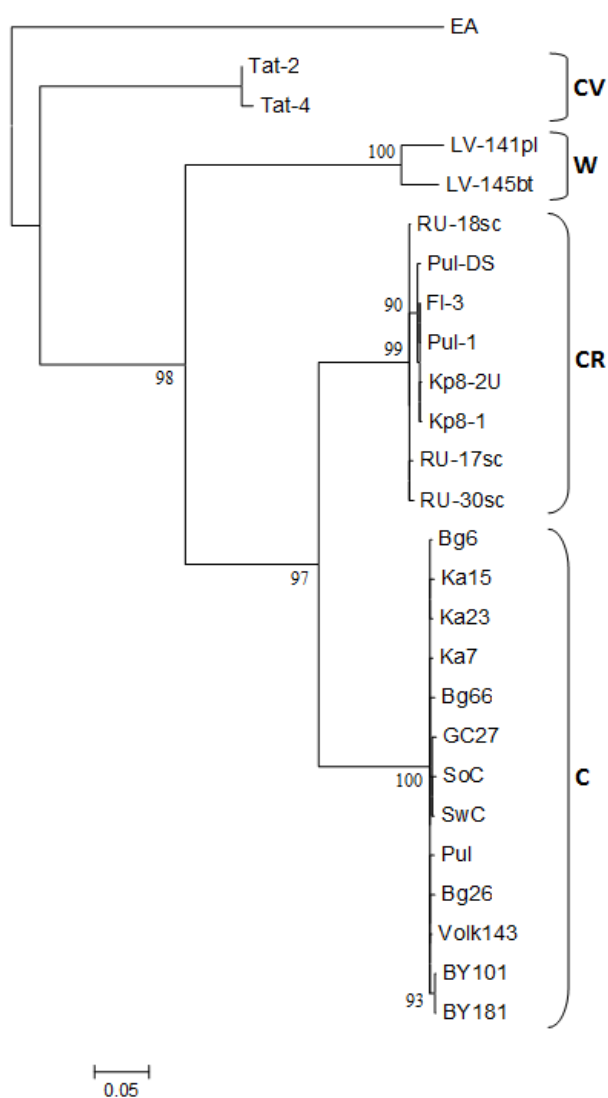 EA
Tat-2
CV
Tat-4
100
LV-141pl
W
LV-145bt
RU-18sc
Pul-DS
90
Fl-3
99
Pul-1
CR
98
Kp8-2U
Kp8-1
RU-17sc
RU-30sc
Bg6
97
Ka15
Ka23
Ka7
Bg66
GC27
100
SoC
C
SwC
Pul
Bg26
Volk143
93
BY101
BY181
0.05